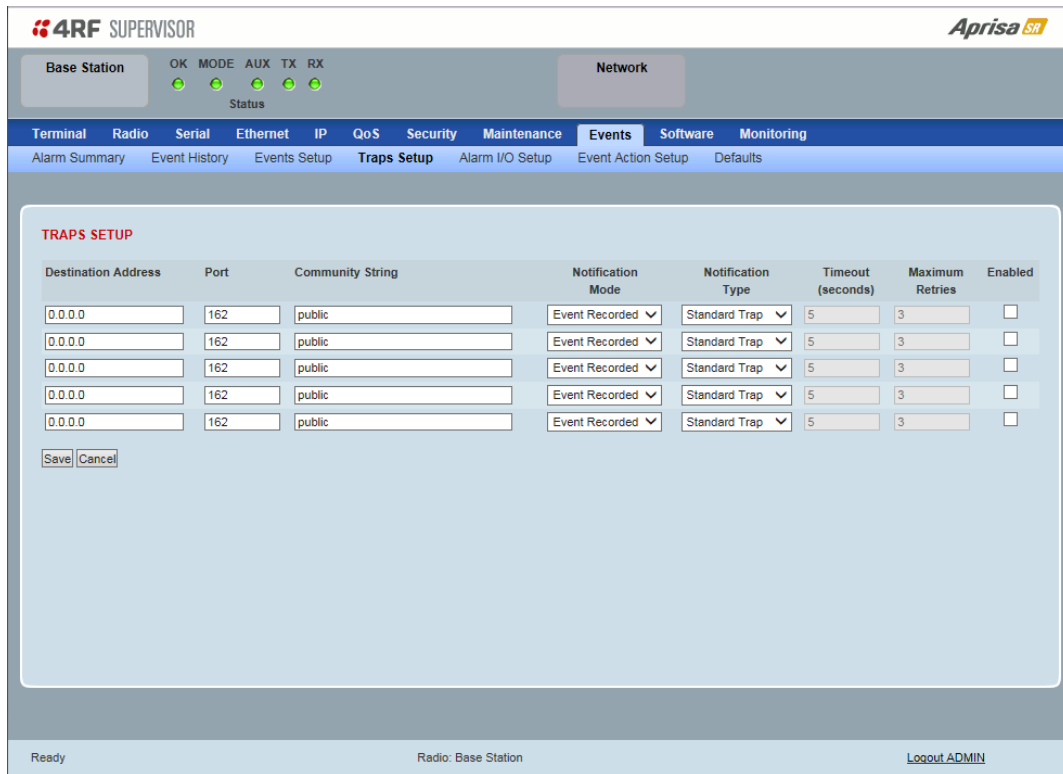 4RF SUPERVISOR
Aprisa SR
Base Station
OK MODE AUX TX RX
Status
Network
Terminal Radio Serial Ethernet IP QoS Security Maintenance Events Software Monitoring
Alarm Summary Event History Events Setup Traps Setup Alarm I/O Setup Event Action Setup Defaults
TRAPS SETUP
Destination Address Port Community String Notification Mode Notification Type Timeout (seconds) Maximum Retries Enabled
0.0.0.0 162 public Event Recorded Standard Trap 5 3
0.0.0.0 162 public Event Recorded Standard Trap 5 3
0.0.0.0 162 public Event Recorded Standard Trap 5 3
0.0.0.0 162 public Event Recorded Standard Trap 5 3
0.0.0.0 162 public Event Recorded Standard Trap 5 3
Save Cancel
Ready Radio: Base Station Logout ADMIN